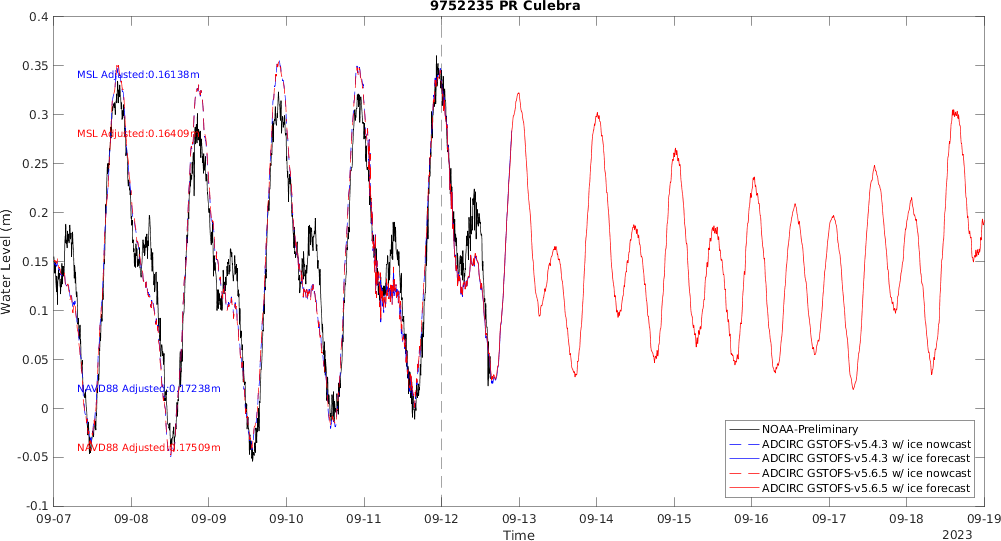 9752235 PR Culebra
0.4
0.35
0.3
0.25
0.2
0.15
0.1
0.05
0
-0.05
-0.1
Water Level (m)
MSL Adjusted:0.16138m
MSL Adjusted:0.16409m
NAVD88 Adjusted:0.17238m
NAVD88 Adjusted:0.17509m
NOAA-Preliminary
ADCIRC GSTOFS-v5.4.3 w/ ice nowcast
ADCIRC GSTOFS-v5.4.3 w/ ice forecast
ADCIRC GSTOFS-v5.6.5 w/ ice nowcast
ADCIRC GSTOFS-v5.6.5 w/ ice forecast
09-07 09-08 09-09 09-10 09-11 09-12 09-13 09-14 09-15 09-16 09-17 09-18 09-19
Time
2023